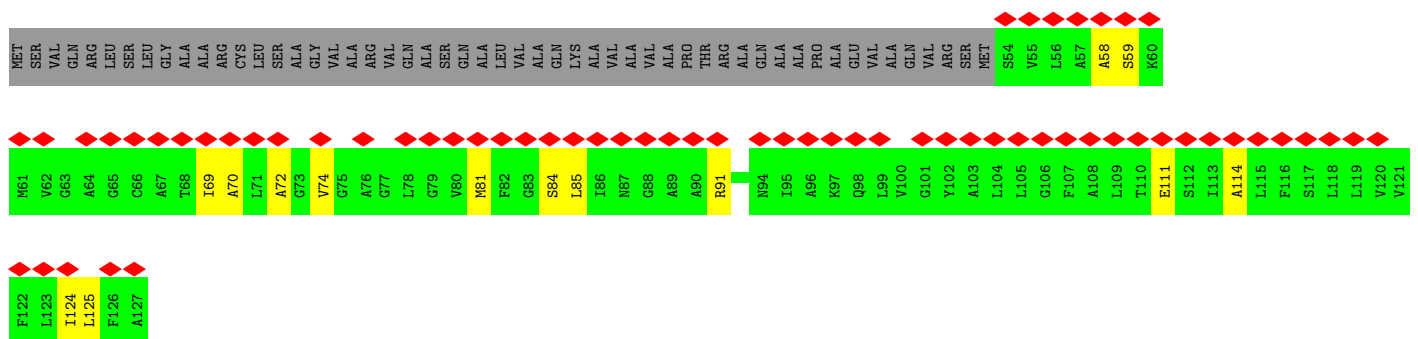 MET SER VAL GLN ARG LEU SER LEU GLY ALA ALA ARG CYS LEU SER ALA GLY VAL ALA ARG VAL GLN ALA SER GLN ALA LEU VAL ALA GLN LYS ALA VAL ALA VAL ALA PRO THR ARG ALA GLN ALA ALA PRO ALA GLU VAL ALA GLN VAL ARG SER MET S54 V55 L56 A57 A58 S59 K60
M61 V62 G63 A64 G65 C66 A67 T68 I69 A70 L71 A72 G73 V74 G75 A76 G77 L78 G79 V80 M81 F82 G83 S84 L85 I86 N87 G88 A89 A90 R91 N94 I95 A96 K97 Q98 L99 V100 G101 Y102 A103 L104 L105 G106 F107 A108 L109 T110 E111 S112 I113 A114 L115 F116 S117 L118 L119 V120 V121
F122 L123 I124 L125 F126 A127